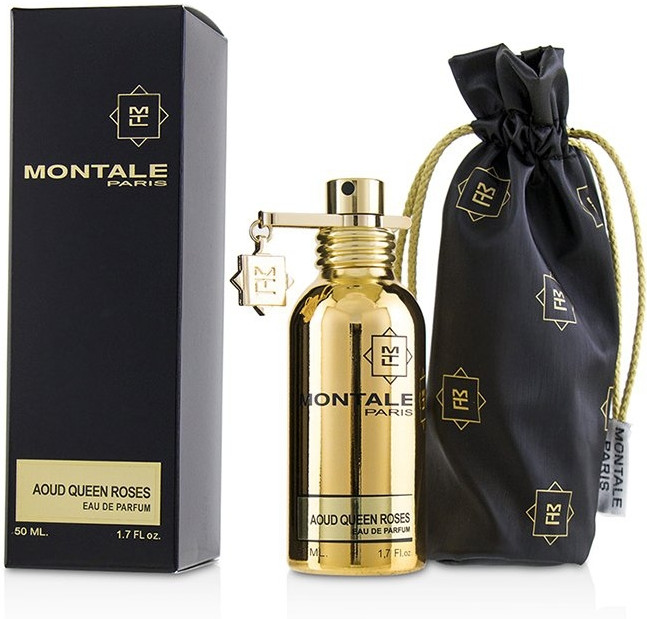 MONTALE
PARIS
AOUD QUEEN ROSES
EAU DE PARFUM
50 ML. 1.7 FL oz.
MONTALE
PARIS
AOUD QUEEN ROSES
EAU DE PARFUM
ML. 1,7 Fl.oz
MONTALE
PARIS